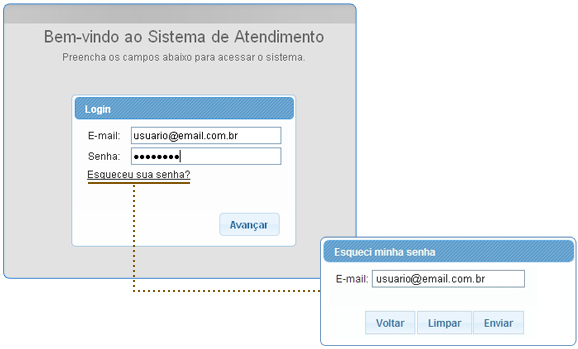 Bem-vindo ao Sistema de Atendimento
Preencha os campos abaixo para acessar o sistema.
Login
E-mail: usuario@email.com.br
Senha: ●●●●●●●●
Esqueceu sua senha?
Avançar
Esqueci minha senha
E-mail: usuario@email.com.br
Voltar Limpar Enviar